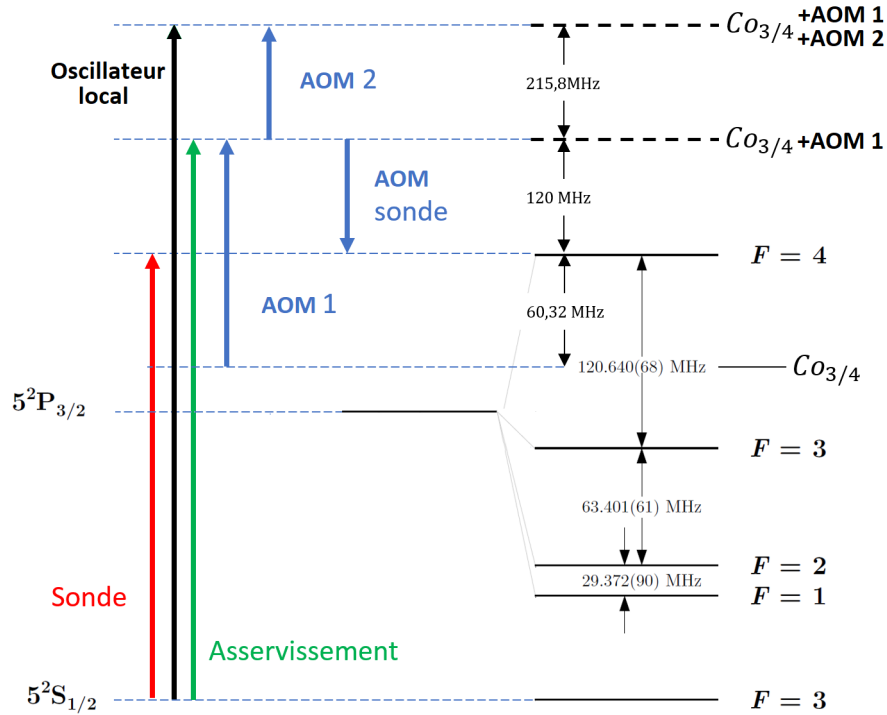 Co3/4 +AOM 1
+AOM 2
Oscillateur
local
AOM 2
215,8MHz
Co3/4 +AOM 1
AOM
sonde
120 MHz
F = 4
AOM 1
60,32 MHz
120.640(68) MHz
Co3/4
5²P3/2
F = 3
63.401(61) MHz
F = 2
29.372(90) MHz
F = 1
Sonde
Asservissement
5²S1/2
F = 3